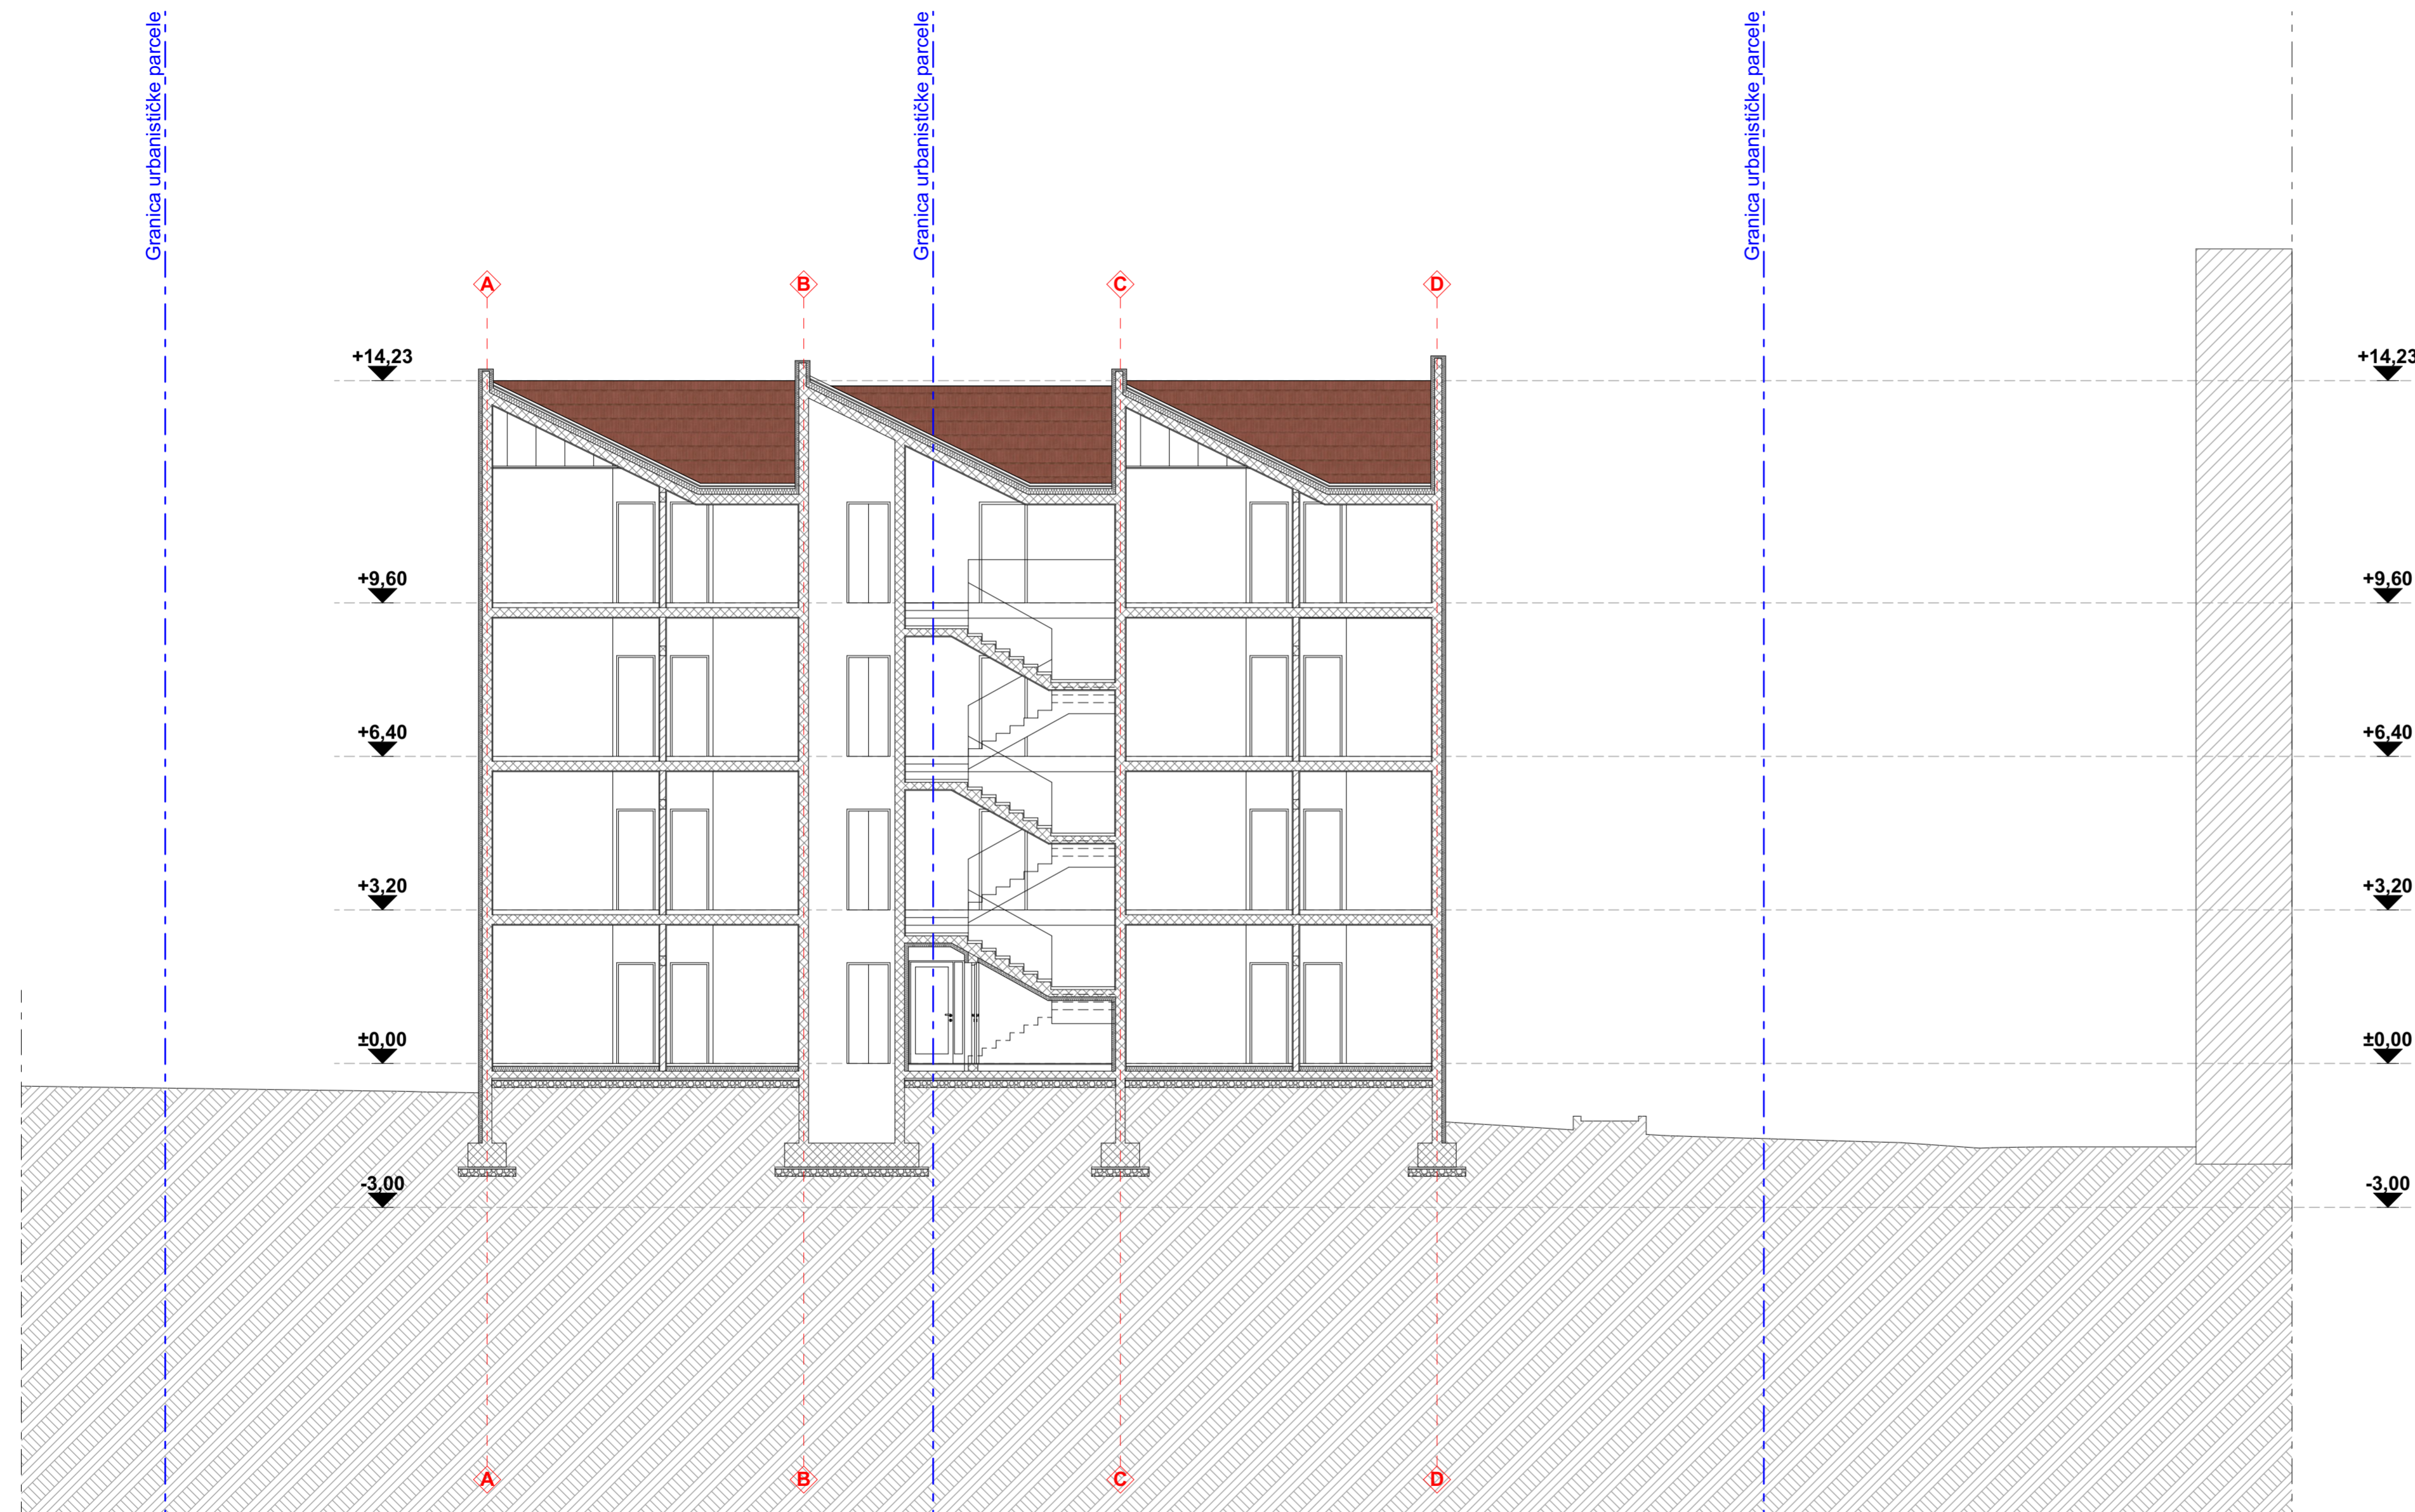 Granica urbanističke parcele
Granica urbanističke parcele
Granica urbanističke parcele
A
B
C
D
+14,23
+14,23
+9,60
+9,60
+6,40
+6,40
+3,20
+3,20
±0,00
±0,00
-3,00
-3,00
A
B
C
D